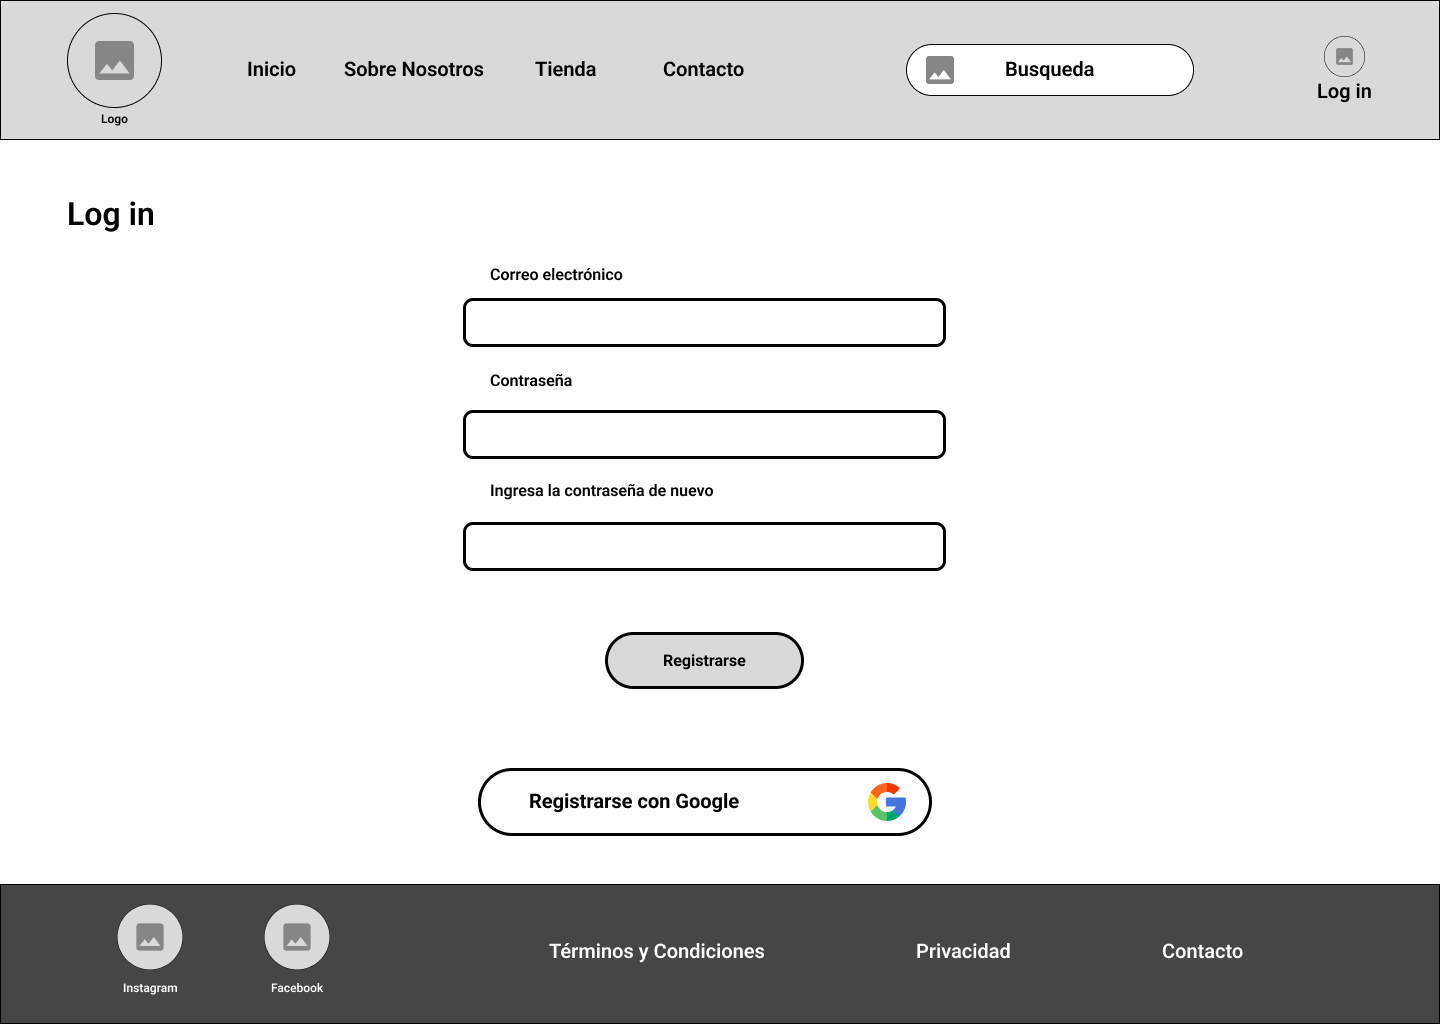 Logo
Inicio
Sobre Nosotros
Tienda
Contacto
Busqueda
Log in
Log in
Correo electrónico
Contraseña
Ingresa la contraseña de nuevo
Registrarse
Registrarse con Google
Instagram
Facebook
Términos y Condiciones
Privacidad
Contacto